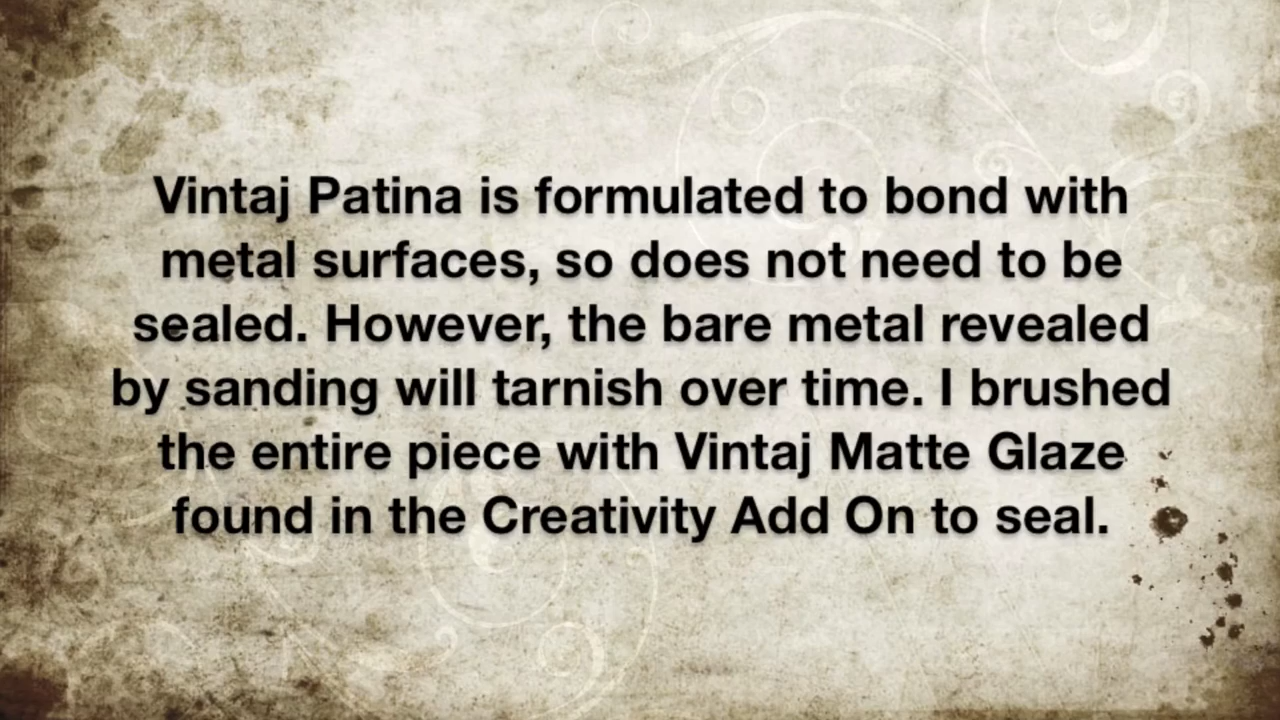 Vintaj Patina is formulated to bond with
metal surfaces, so does not need to be
sealed. However, the bare metal revealed
by sanding will tarnish over time. I brushed
the entire piece with Vintaj Matte Glaze
found in the Creativity Add On to seal.